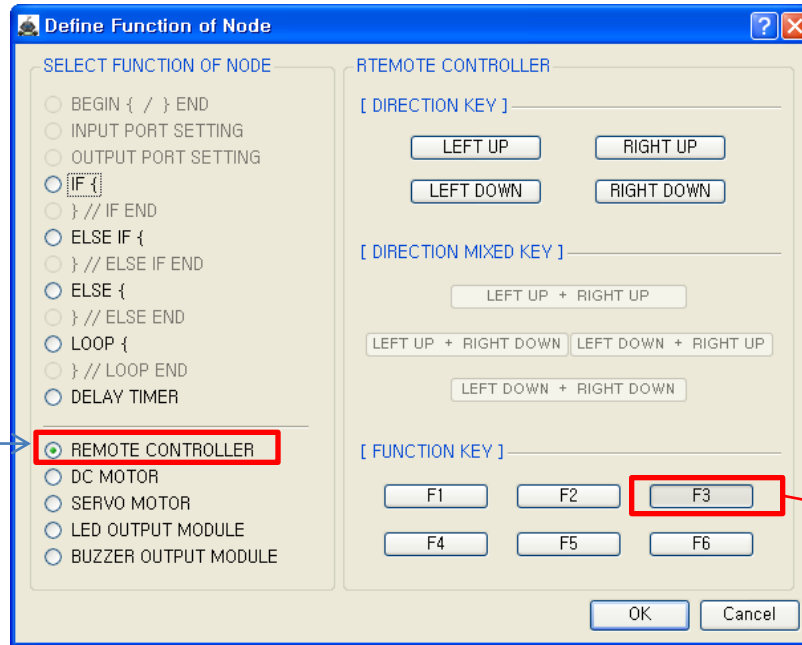 Define Function of Node
SELECT FUNCTION OF NODE
BEGIN { / } END
INPUT PORT SETTING
OUTPUT PORT SETTING
IF {
} // IF END
ELSE IF {
} // ELSE IF END
ELSE {
} // ELSE END
LOOP {
} // LOOP END
DELAY TIMER
REMOTE CONTROLLER
DC MOTOR
SERVO MOTOR
LED OUTPUT MODULE
BUZZER OUTPUT MODULE
RTEMOTE CONTROLLER
[ DIRECTION KEY ]
LEFT UP RIGHT UP
LEFT DOWN RIGHT DOWN
[ DIRECTION MIXED KEY ]
LEFT UP + RIGHT UP
LEFT UP + RIGHT DOWN LEFT DOWN + RIGHT UP
LEFT DOWN + RIGHT DOWN
[ FUNCTION KEY ]
F1 F2 F3
F4 F5 F6
OK Cancel